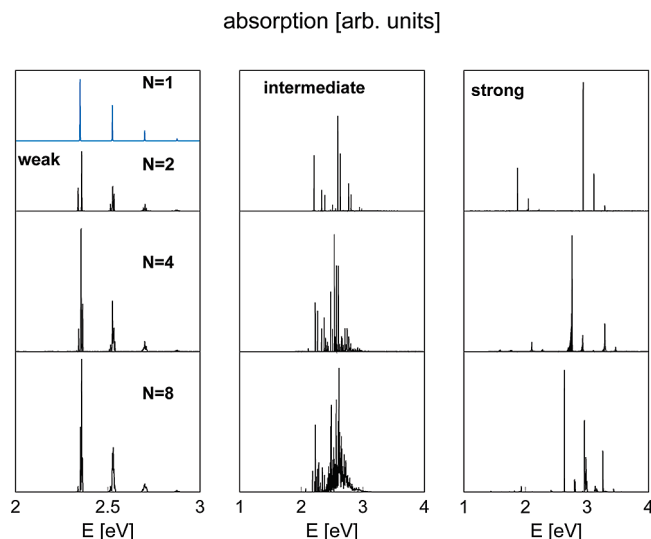 absorption [arb. units]
N=1
weak
N=2
N=4
N=8
intermediate
strong
2 2.5 3
1 2 3 4
1 2 3 4
E [eV]
E [eV]
E [eV]